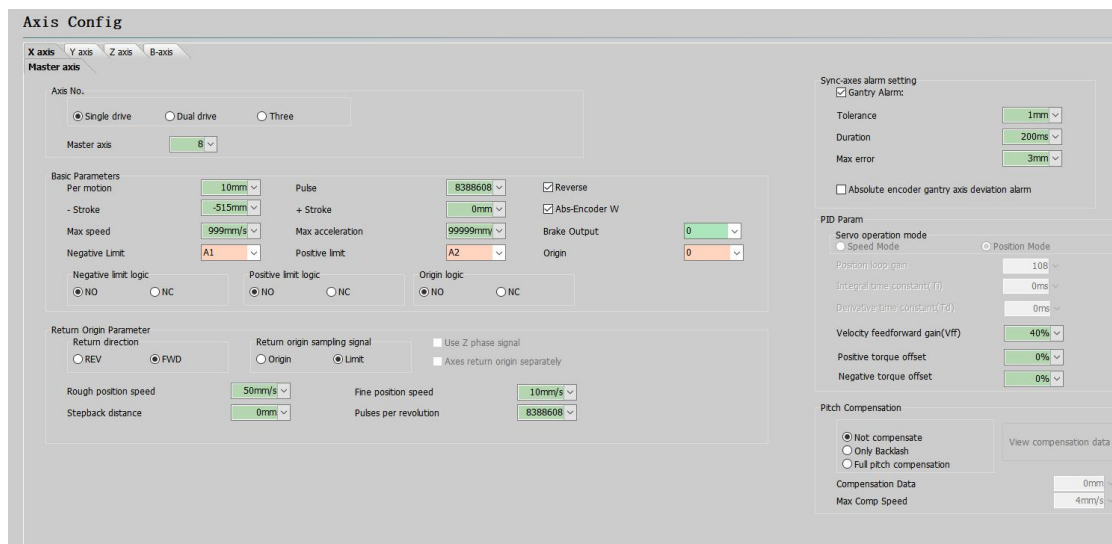 Axis Config
X axis Y axis Z axis B-axis
Master axis
Axis No.
Single drive Dual drive Three
Master axis 8
Basic Parameters
Per motion 10mm Pulse 8388608 Reverse
- Stroke -515mm + Stroke 0mm Abs-Encoder W
Max speed 999mm/s Max acceleration 99999mm/ Brake Output 0
Negative Limit A1 Positive limit A2 Origin 0
Negative limit logic Positive limit logic Origin logic
NO NC NO NC NO NC
Return Origin Parameter
Return direction Return origin sampling signal Use Z phase signal
REV FWD Origin Limit Axes return origin separately
Rough position speed 50mm/s Fine position speed 10mm/s
Stepback distance 0mm Pulses per revolution 8388608
Sync-axes alarm setting
Gantry Alarm:
Tolerance 1mm
Duration 200ms
Max error 3mm
Absolute encoder gantry axis deviation alarm
PID Param
Servo operation mode
Speed Mode Position Mode
Position loop gain 108
Integral time constant(Ti) 0ms
Derivative time constant(Td) 0ms
Velocity feedforward gain(Vff) 40%
Positive torque offset 0%
Negative torque offset 0%
Pitch Compensation
Not compensate
Only Backlash
Full pitch compensation
View compensation data
Compensation Data 0mm
Max Comp Speed 4mm/s